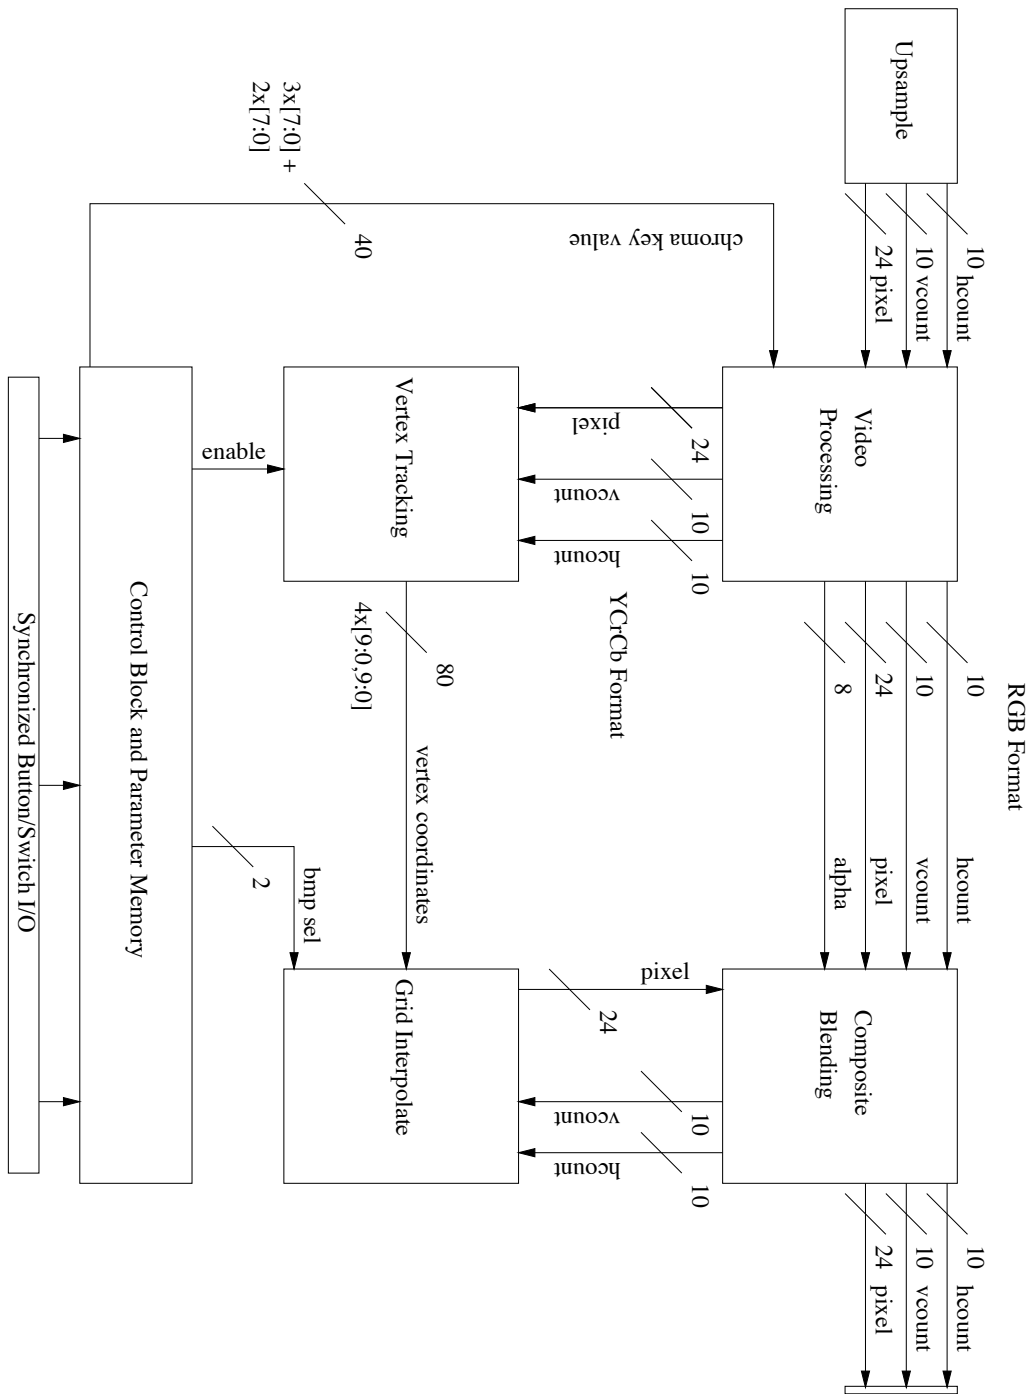 RGB Format
Upsample
10
hcount
10
vcount
24
pixel
Video
Processing
10
hcount
10
vcount
24
pixel
8
alpha
Composite
Blending
10
hcount
10
vcount
24
pixel
chroma key value
40
3x[7:0] +
2x[7:0]
24
pixel
10
vcount
10
hcount
YCrCb Format
pixel
24
10
vcount
10
hcount
Vertex Tracking
80
4x[9:0,9:0]
vertex coordinates
Grid Interpolate
enable
2
bmp sel
Control Block and Parameter Memory
Synchronized Button/Switch I/O